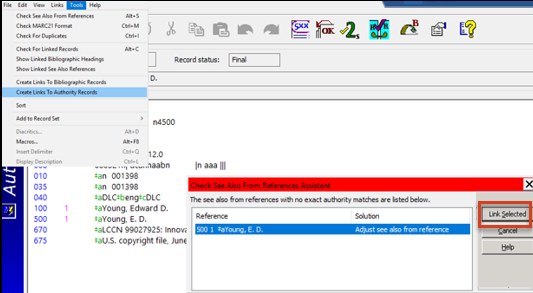 File Edit View Links Tools Help
Check See Also From References Alt+S
Check MARC21 Format Ctrl+M
Check For Duplicates Ctrl+I
Check For Linked Records Alt+C
Show Linked Bibliographic Headings
Show Linked See Also References
Create Links To Bibliographic Records
Create Links To Authority Records
Sort
Add to Record Set
Diacritics... Alt+D
Macros... Alt+F8
Insert Delimiter Ctrl+Q
Display Description Ctrl+L
SXX OK 2s B
Record status: Final
D.
n4500
12.0
|n aaa |||
010 ‡an 001398
035 ‡an 001398
040 ‡aDLC‡beng‡cDLC
100 1 ‡aYoung, Edward D.
500 1 ‡aYoung, E. D.
670 ‡aLCCN 99027925: Innova
675 ‡aU.S. copyright file, June
Aut
Check See Also From References Assistant
The see also from references with no exact authority matches are listed below.
Reference Solution
500 1 ‡aYoung, E. D. Adjust see also from reference
Link Selected
Cancel
Help